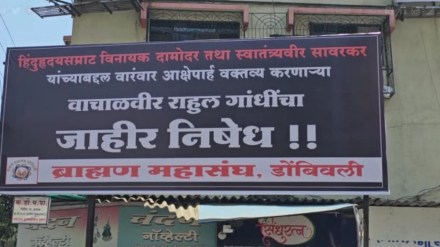 हिंदुहृदयसम्राट विनायक दामोदर तथा स्वातंत्र्यवीर सावरकर
यांच्याबद्दल वारंवार आक्षेपार्ह वक्तव्य करणाऱ्या
वाचाळवीर राहुल गांधींचा
जाहीर निषेध !!
ब्राह्मण महासंघ, डोंबिवली
नॉव्हेल्टी